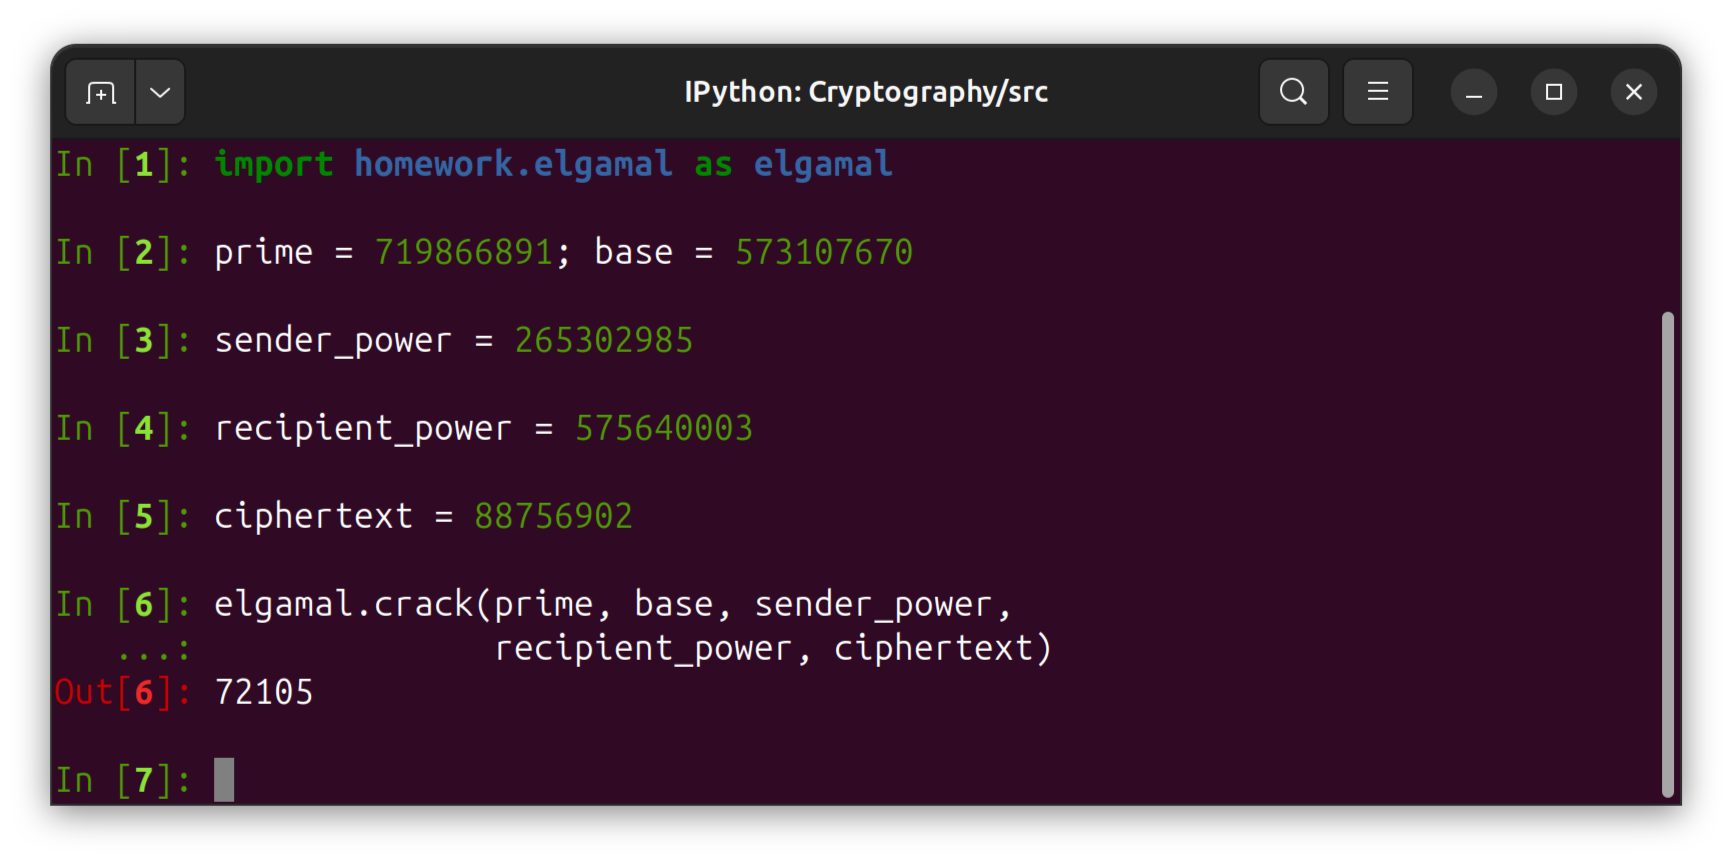 IPython: Cryptography/src
In [1]: import homework.elgamal as elgamal
In [2]: prime = 719866891; base = 573107670
In [3]: sender_power = 265302985
In [4]: recipient_power = 575640003
In [5]: ciphertext = 88756902
In [6]: elgamal.crack(prime, base, sender_power,
...: recipient_power, ciphertext)
Out[6]: 72105
In [7]: